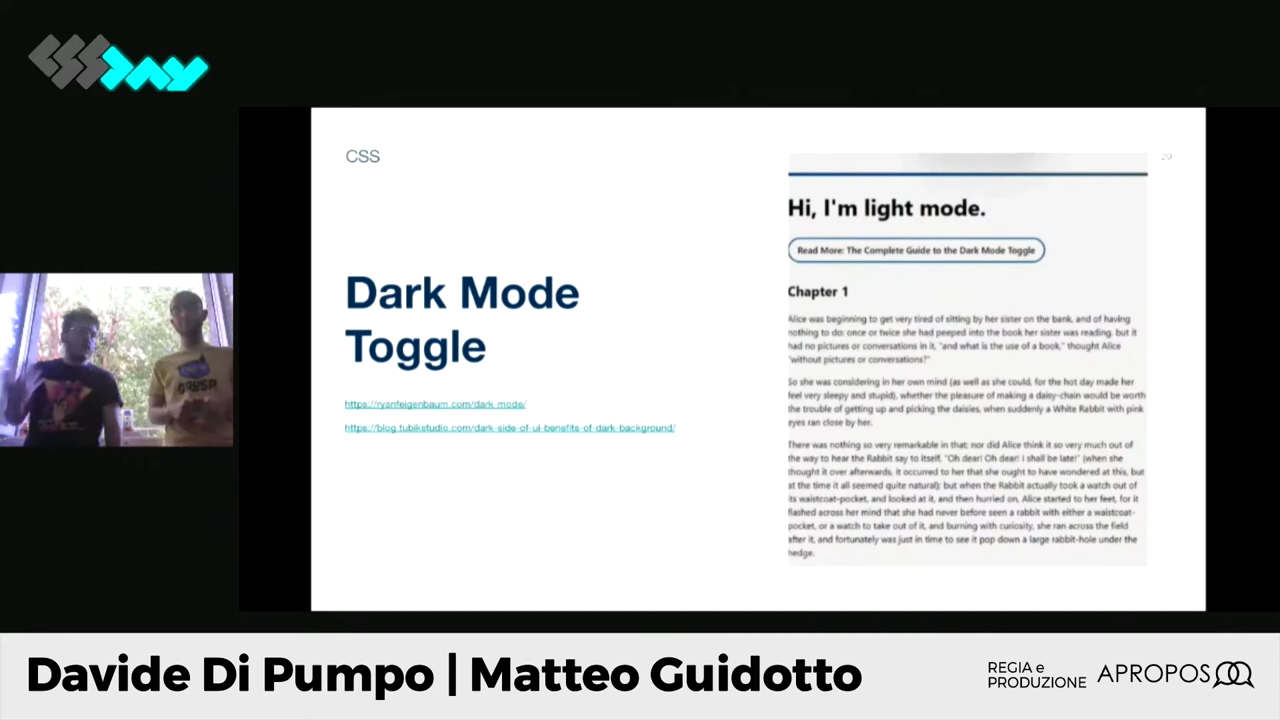 CSS DAY
CSS
29
Dark Mode
Toggle
https://ryanfeigenbaum.com/dark-mode/
https://blog.tubikstudio.com/dark-side-of-ui-benefits-of-dark-background/
Hi, I'm light mode.
Read More: The Complete Guide to the Dark Mode Toggle
Chapter 1
Alice was beginning to get very tired of sitting by her sister on the bank, and of having
nothing to do: once or twice she had peeped into the book her sister was reading, but it
had no pictures or conversations in it, "and what is the use of a book," thought Alice
"without pictures or conversations?"
So she was considering in her own mind (as well as she could, for the hot day made her
feel very sleepy and stupid), whether the pleasure of making a daisy-chain would be worth
the trouble of getting up and picking the daisies, when suddenly a White Rabbit with pink
eyes ran close by her.
There was nothing so very remarkable in that; nor did Alice think it so very much out of
the way to hear the Rabbit say to itself, "Oh dear! Oh dear! I shall be late!" (when she
thought it over afterwards, it occurred to her that she ought to have wondered at this, but
at the time it all seemed quite natural); but when the Rabbit actually took a watch out of
its waistcoat-pocket, and looked at it, and then hurried on, Alice started to her feet, for it
flashed across her mind that she had never before seen a rabbit with either a waistcoat-
pocket, or a watch to take out of it, and burning with curiosity, she ran across the field
after it, and fortunately was just in time to see it pop down a large rabbit-hole under the
hedge.
Davide Di Pumpo | Matteo Guidotto
REGIA e
PRODUZIONE
APROPOS